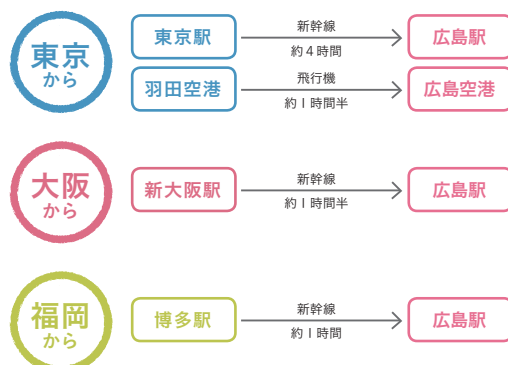 東京
から
東京駅
新幹線
約4時間
広島駅
羽田空港
飛行機
約1時間半
広島空港
大阪
から
新大阪駅
新幹線
約1時間半
広島駅
福岡
から
博多駅
新幹線
約1時間
広島駅